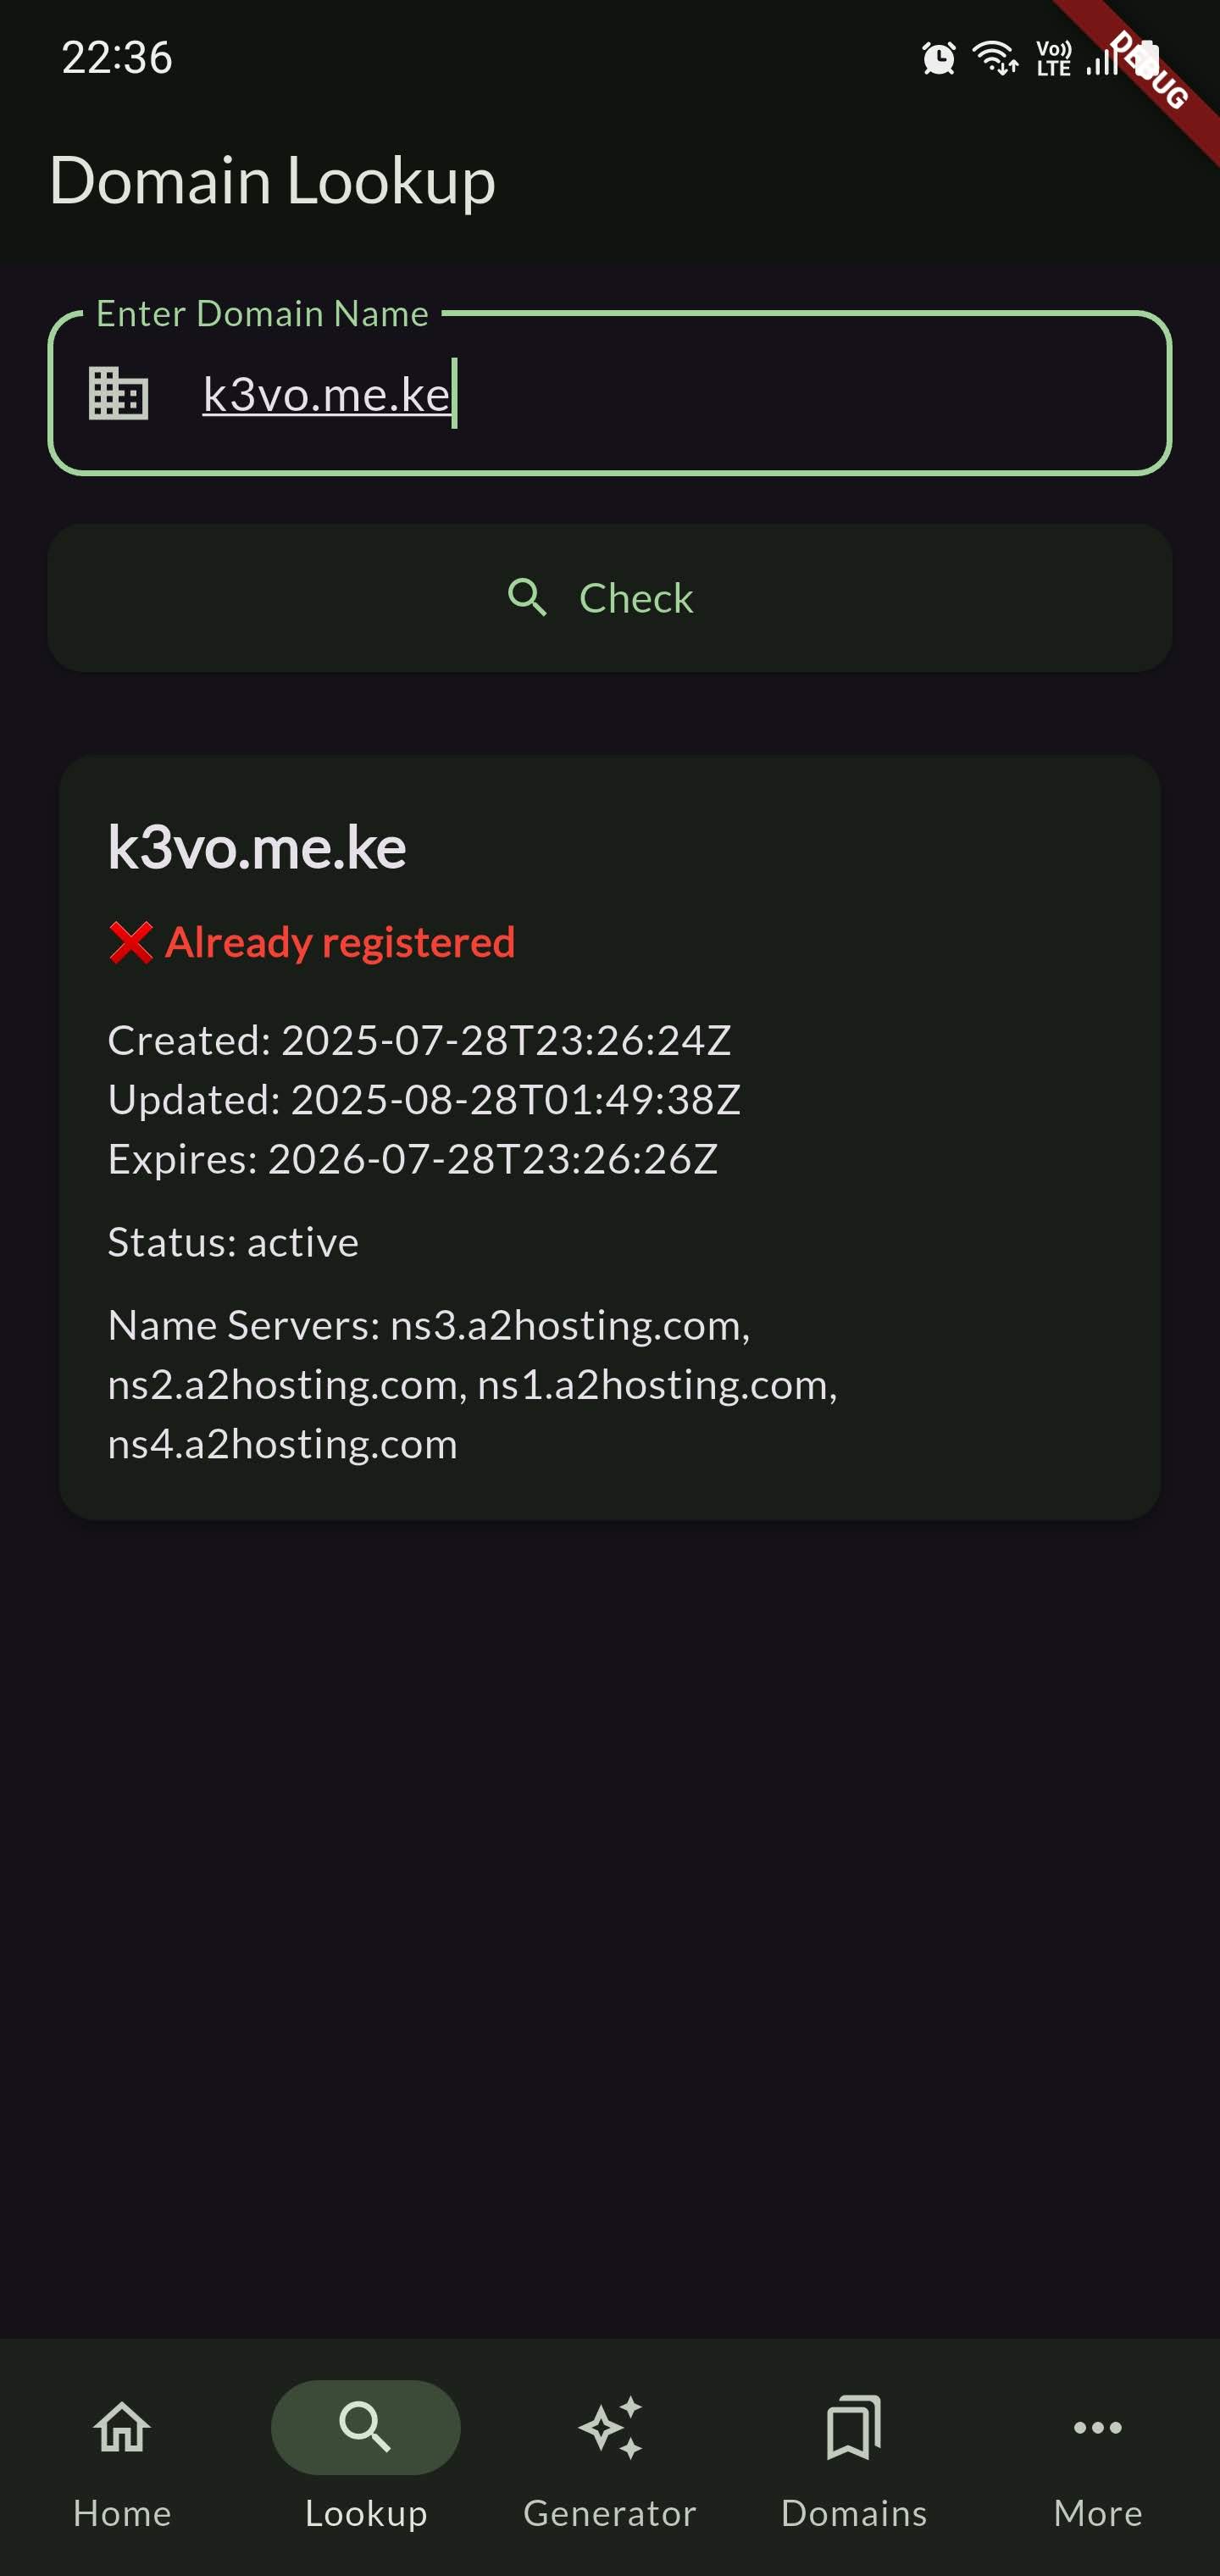 22:36
Vo)) LTE
DEBUG
Domain Lookup
Enter Domain Name
k3vo.me.ke
Check
k3vo.me.ke
❌ Already registered
Created: 2025-07-28T23:26:24Z
Updated: 2025-08-28T01:49:38Z
Expires: 2026-07-28T23:26:26Z
Status: active
Name Servers: ns3.a2hosting.com,
ns2.a2hosting.com, ns1.a2hosting.com,
ns4.a2hosting.com
Home
Lookup
Generator
Domains
More